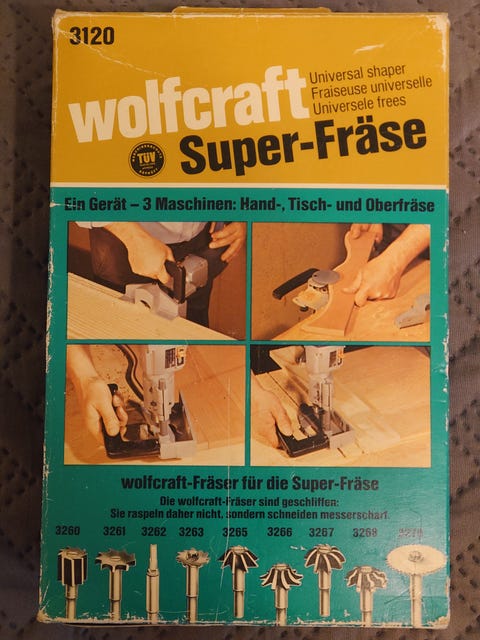 3120
wolfcraft
Universal shaper
Fraiseuse universelle
Universele frees
TÜV
Super-Fräse
Ein Gerät – 3 Maschinen: Hand-, Tisch- und Oberfräse
wolfcraft-Fräser für die Super-Fräse
Die wolfcraft-Fräser sind geschliffen:
Sie raspeln daher nicht, sondern schneiden messerscharf.
3260 3261 3262 3263 3265 3266 3267 3268